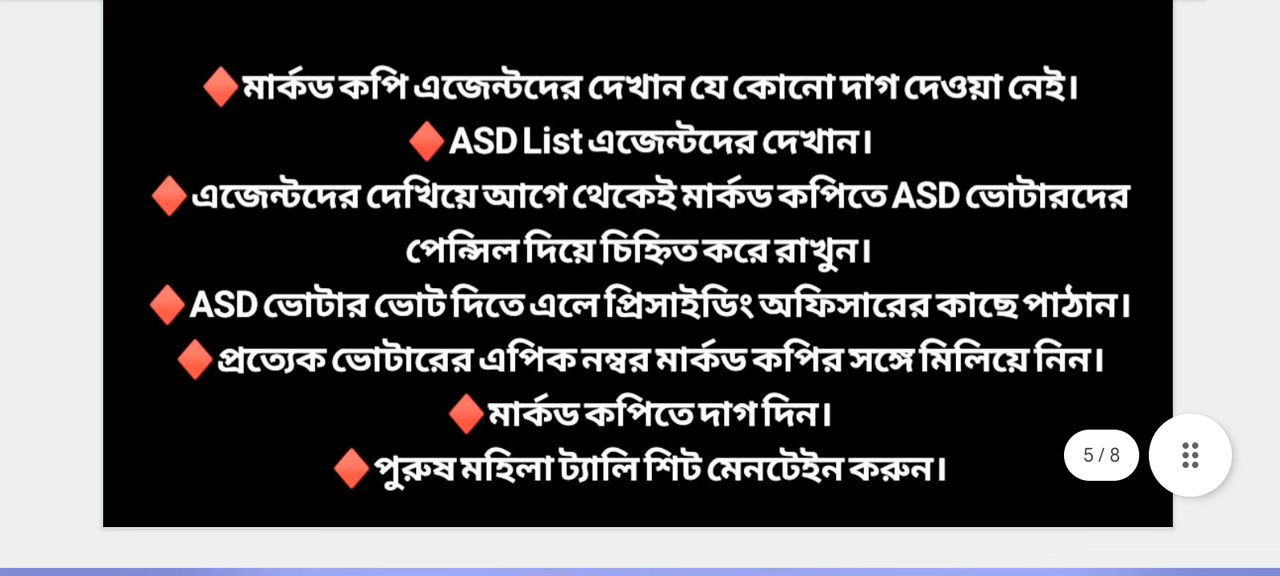 ♦️মার্কড কপি এজেন্টদের দেখান যে কোনো দাগ দেওয়া নেই।
♦️ASD List এজেন্টদের দেখান।
♦️এজেন্টদের দেখিয়ে আগে থেকেই মার্কড কপিতে ASD ভোটারদের
পেন্সিল দিয়ে চিহ্নিত করে রাখুন।
♦️ASD ভোটার ভোট দিতে এলে প্রিসাইডিং অফিসারের কাছে পাঠান।
♦️প্রত্যেক ভোটারের এপিক নম্বর মার্কড কপির সঙ্গে মিলিয়ে নিন।
♦️মার্কড কপিতে দাগ দিন।
♦️পুরুষ মহিলা ট্যালি শিট মেনটেইন করুন।
5 / 8